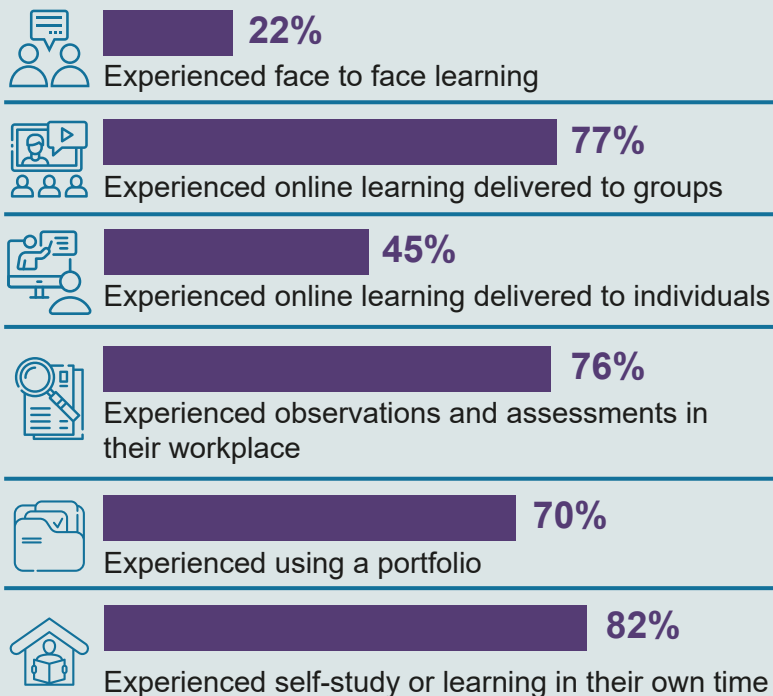 22%
Experienced face to face learning
77%
Experienced online learning delivered to groups
45%
Experienced online learning delivered to individuals
76%
Experienced observations and assessments in
their workplace
70%
Experienced using a portfolio
82%
Experienced self-study or learning in their own time